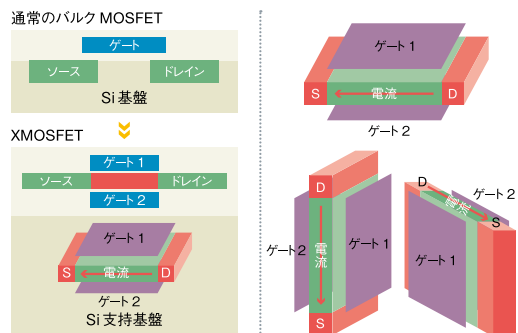 通常のバルク MOSFET
ゲート
ソース
ドレイン
Si 基盤
XMOSFET
ゲート 1
ソース
ドレイン
ゲート 2
ゲート 1
S
電流
D
ゲート 2
Si 支持基盤
ゲート 1
S
電流
D
ゲート 2
D
電流
ゲート 2
ゲート 1
S
D
電流
ゲート 2
S
ゲート 1